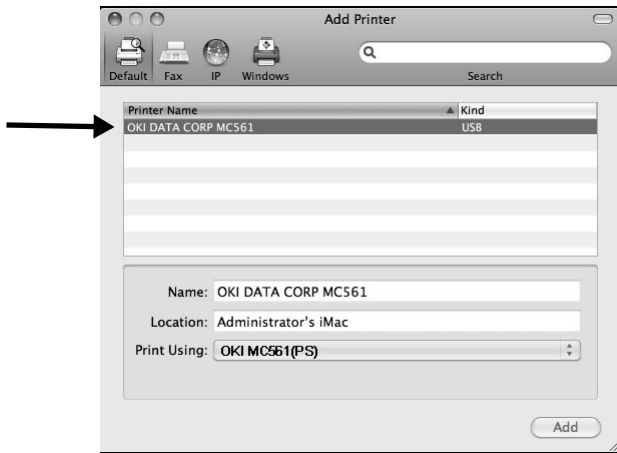 Add Printer
Default Fax IP Windows Search
Printer Name Kind
OKI DATA CORP MC561 USB
Name: OKI DATA CORP MC561
Location: Administrator's iMac
Print Using: OKI MC561(PS)
Add